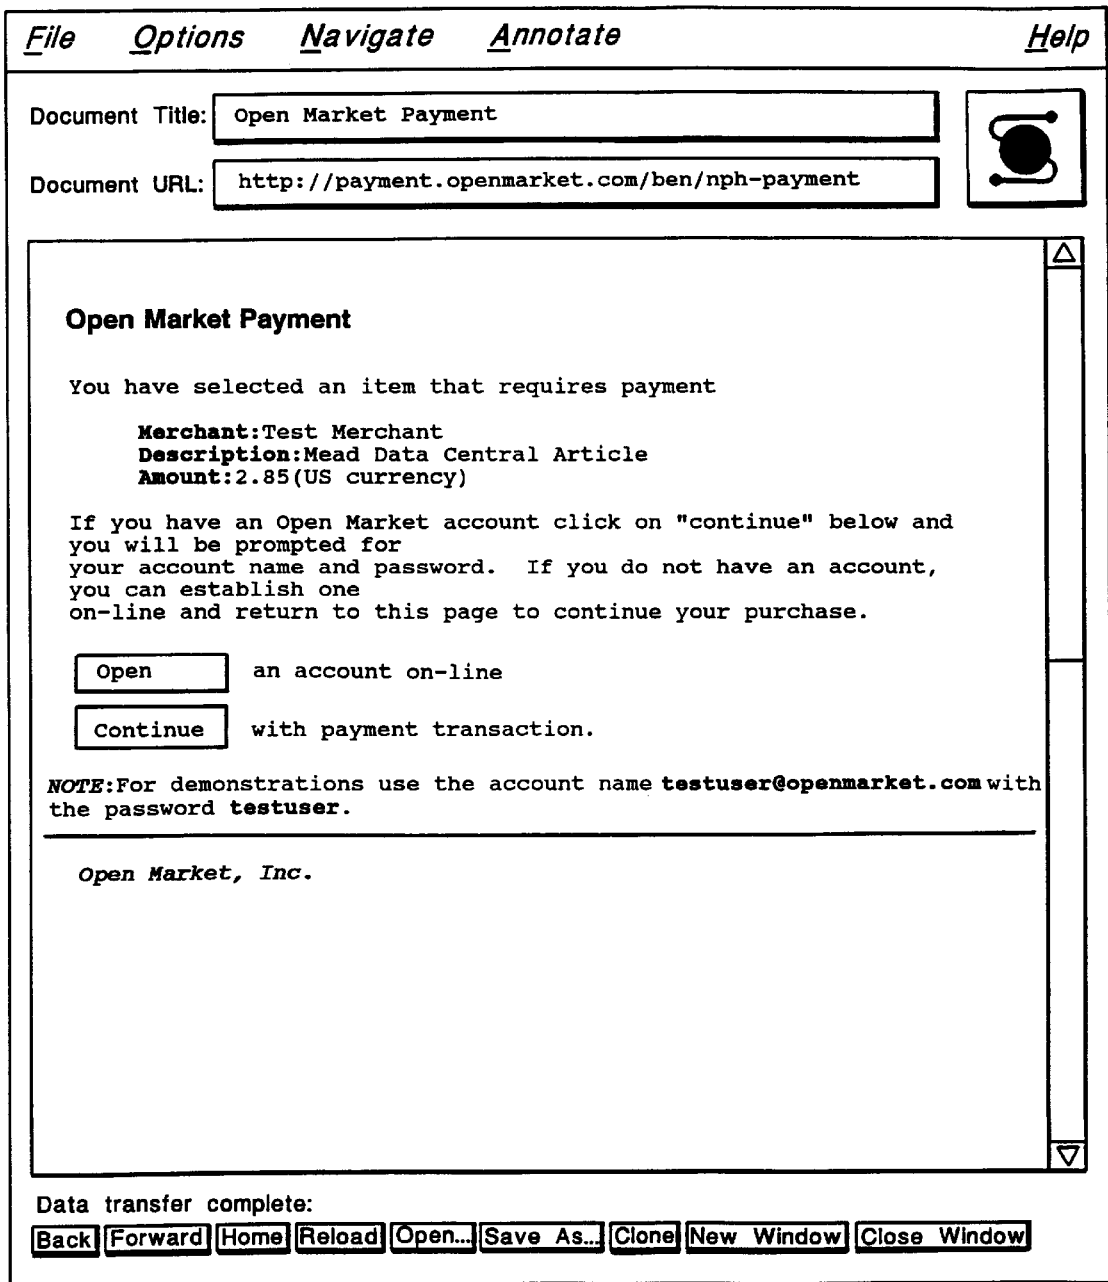 File Options Navigate Annotate Help
Document Title: Open Market Payment
Document URL: http://payment.openmarket.com/ben/nph-payment
Open Market Payment
You have selected an item that requires payment
Merchant:Test Merchant
Description:Mead Data Central Article
Amount:2.85(US currency)
If you have an Open Market account click on "continue" below and
you will be prompted for
your account name and password. If you do not have an account,
you can establish one
on-line and return to this page to continue your purchase.
Open an account on-line
Continue with payment transaction.
NOTE:For demonstrations use the account name testuser@openmarket.com with
the password testuser.
Open Market, Inc.
Data transfer complete:
Back Forward Home Reload Open... Save As... Clone New Window Close Window